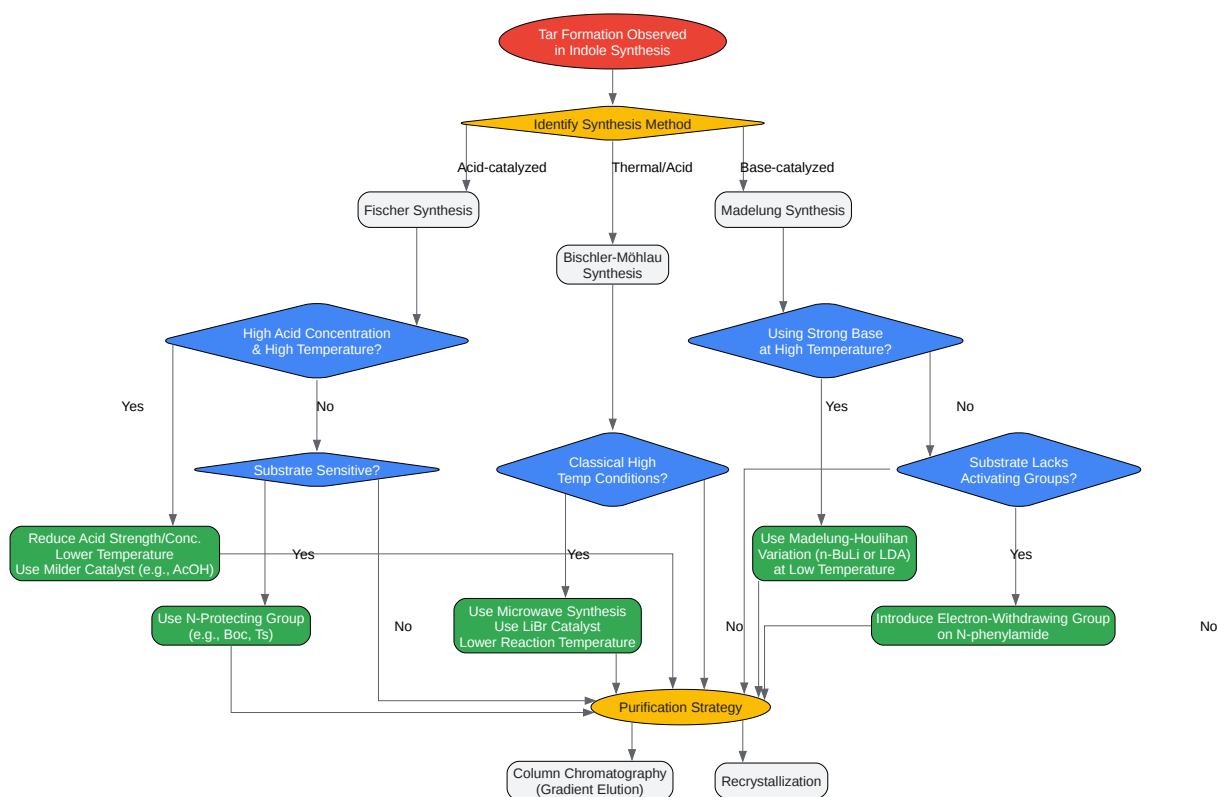 Tar Formation Observed
in Indole Synthesis
Identify Synthesis Method
Acid-catalyzed
Thermal/Acid
Base-catalyzed
Fischer Synthesis
Madelung Synthesis
Bischler-Möhlau
Synthesis
High Acid Concentration
& High Temperature?
Using Strong Base
at High Temperature?
Yes
No
Yes
No
Substrate Sensitive?
Classical High
Temp Conditions?
Substrate Lacks
Activating Groups?
Reduce Acid Strength/Conc.
Lower Temperature
Use Milder Catalyst (e.g., AcOH)
Yes
Yes
Use Madelung-Houlihan
Variation (n-BuLi or LDA)
at Low Temperature
Yes
Use N-Protecting Group
(e.g., Boc, Ts)
No
Use Microwave Synthesis
Use LiBr Catalyst
Lower Reaction Temperature
No
Introduce Electron-Withdrawing Group
on N-phenylamide
No
Purification Strategy
Column Chromatography
(Gradient Elution)
Recrystallization